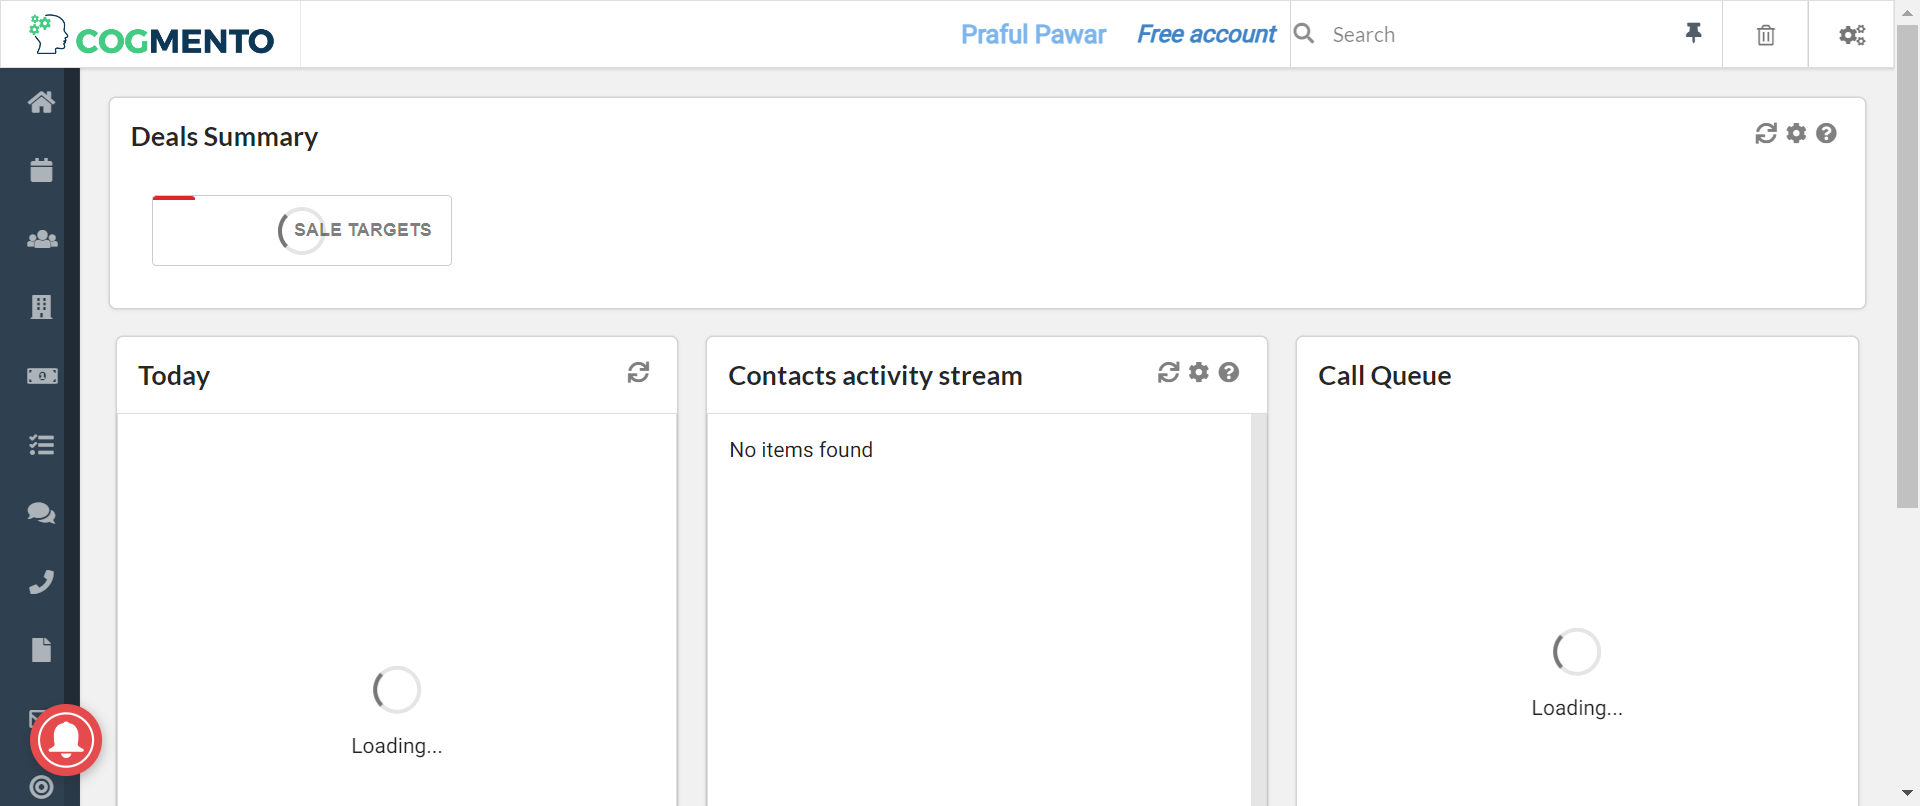 COGMENTO
Praful Pawar
Free account
Search
Deals Summary
SALE TARGETS
Today
Contacts activity stream
Call Queue
No items found
Loading...
Loading...